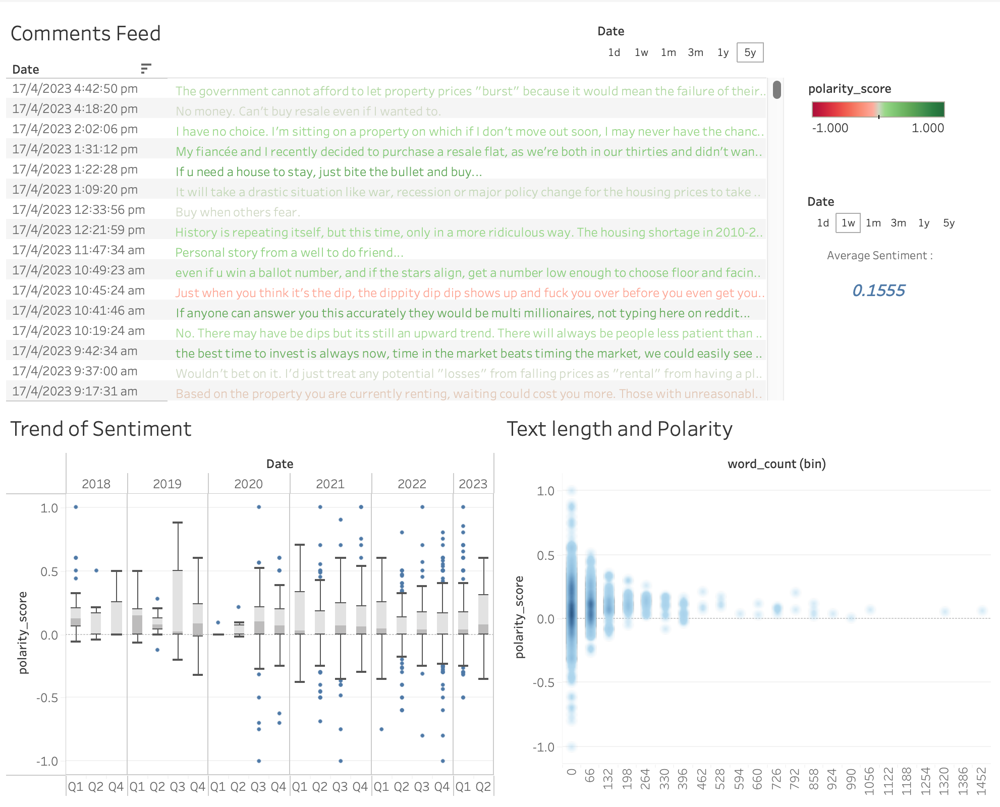 Comments Feed
Date
1d 1w 1m 3m 1y 5y
Date
17/4/2023 4:42:50 pm The government cannot afford to let property prices "burst" because it would mean the failure of their..
17/4/2023 4:18:20 pm No money. Can't buy resale even if I wanted to.
17/4/2023 2:02:06 pm I have no choice. I'm sitting on a property on which if I don't move out soon, I may never have the chanc..
17/4/2023 1:31:12 pm My fiancée and I recently decided to purchase a resale flat, as we're both in our thirties and didn't wan..
17/4/2023 1:22:28 pm If u need a house to stay, just bite the bullet and buy...
17/4/2023 1:09:20 pm It will take a drastic situation like war, recession or major policy change for the housing prices to take ..
17/4/2023 12:33:56 pm Buy when others fear.
17/4/2023 12:21:59 pm History is repeating itself, but this time, only in a more ridiculous way. The housing shortage in 2010-2..
17/4/2023 11:47:34 am Personal story from a well to do friend...
17/4/2023 10:49:23 am even if u win a ballot number, and if the stars align, get a number low enough to choose floor and facin..
17/4/2023 10:45:24 am Just when you think it's the dip, the dippity dip dip shows up and fuck you over before you even get you..
17/4/2023 10:41:46 am If anyone can answer you this accurately they would be multi millionaires, not typing here on reddit...
17/4/2023 10:19:24 am No. There may have be dips but its still an upward trend. There will always be people less patient than ..
17/4/2023 9:42:34 am the best time to invest is always now, time in the market beats timing the market, we could easily see ..
17/4/2023 9:37:00 am Wouldn't bet on it. I'd just treat any potential "losses" from falling prices as "rental" from having a pl..
17/4/2023 9:17:31 am Based on the property you are currently renting, waiting could cost you more. Those with unreasonabl..
polarity_score
-1.000 1.000
Date
1d 1w 1m 3m 1y 5y
Average Sentiment :
0.1555
Trend of Sentiment
Date
2018 2019 2020 2021 2022 2023
polarity_score
1.0
0.5
0.0
-0.5
-1.0
Q1 Q2 Q4 Q1 Q2 Q3 Q4 Q1 Q2 Q3 Q4 Q1 Q2 Q3 Q4 Q1 Q2 Q3 Q4 Q1 Q2
Text length and Polarity
word_count (bin)
polarity_score
1.0
0.5
0.0
-0.5
-1.0
0 66 132 198 264 330 396 462 528 594 660 726 792 858 924 990 1056 1122 1188 1254 1320 1386 1452